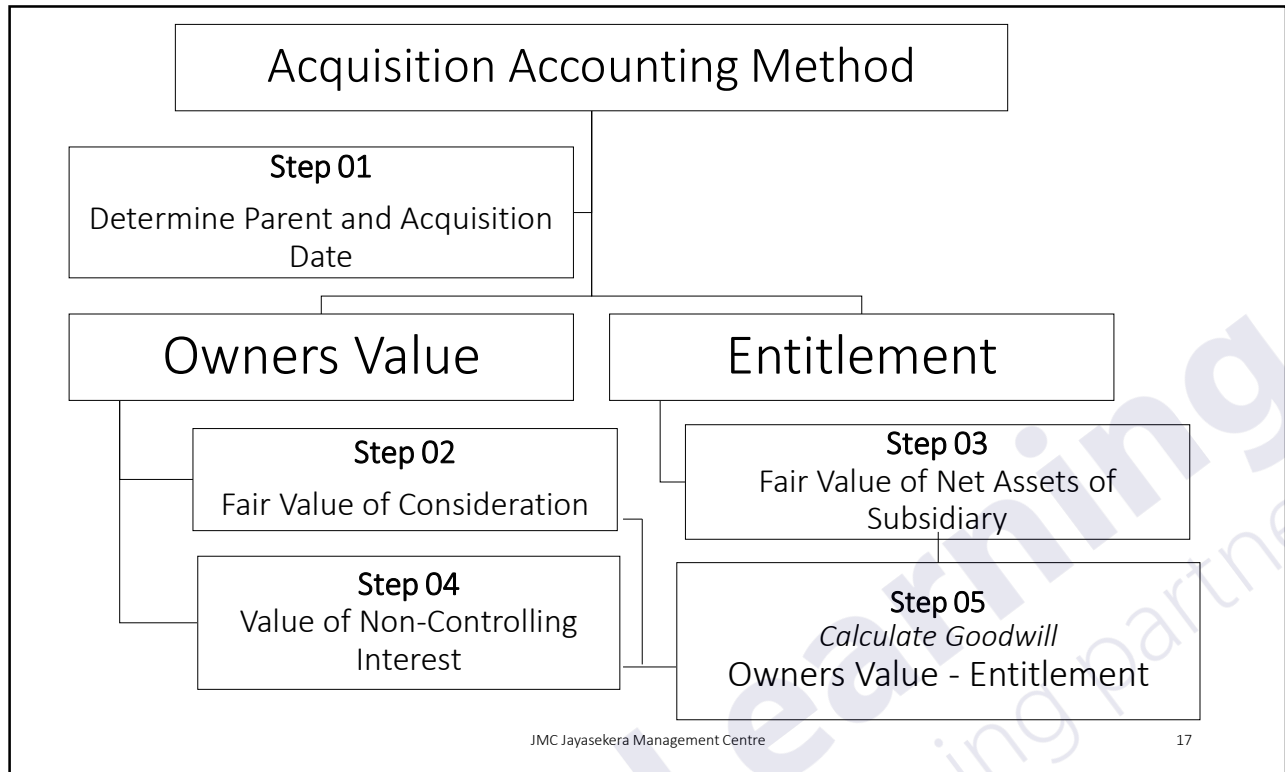 Acquisition Accounting Method
Step 01
Determine Parent and Acquisition
Date
Owners Value
Entitlement
Step 02
Fair Value of Consideration
Step 03
Fair Value of Net Assets of
Subsidiary
Step 04
Value of Non-Controlling
Interest
Step 05
Calculate Goodwill
Owners Value - Entitlement
JMC Jayasekera Management Centre
17
Learning